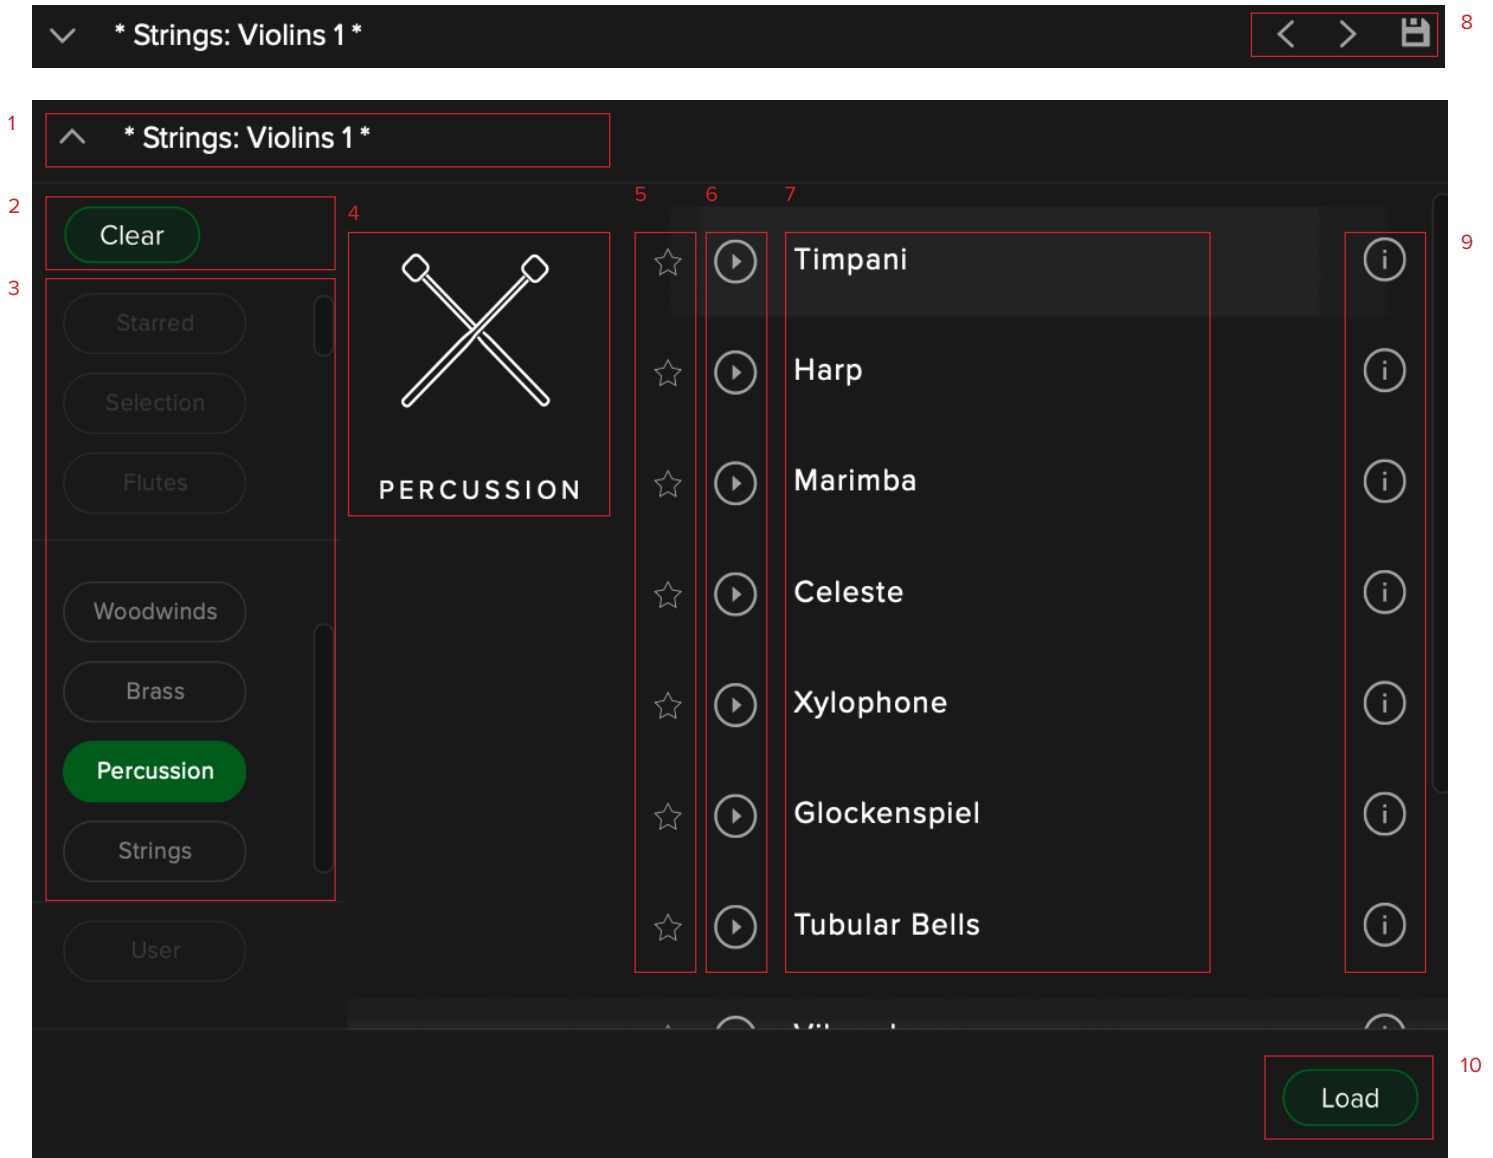 * Strings: Violins 1 *
8
1
* Strings: Violins 1 *
2
Clear
3
Starred
Selection
Flutes
Woodwinds
Brass
Percussion
Strings
User
4
PERCUSSION
5
6
7
Timpani
Harp
Marimba
Celeste
Xylophone
Glockenspiel
Tubular Bells
9
Load
10